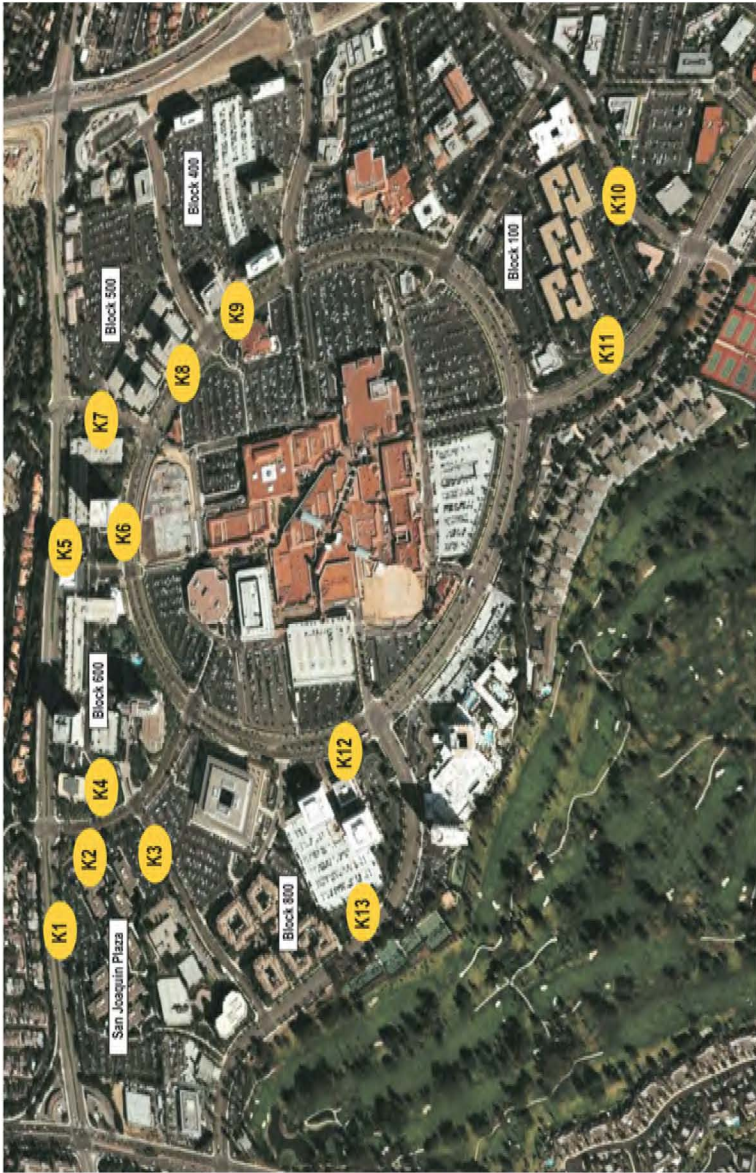 K1
K5
K2
K4
Block 600
K7
San Joaquin Plaza
K6
Block 500
K3
K8
Block 400
K9
Block 800
K12
K13
Block 100
K11
K10